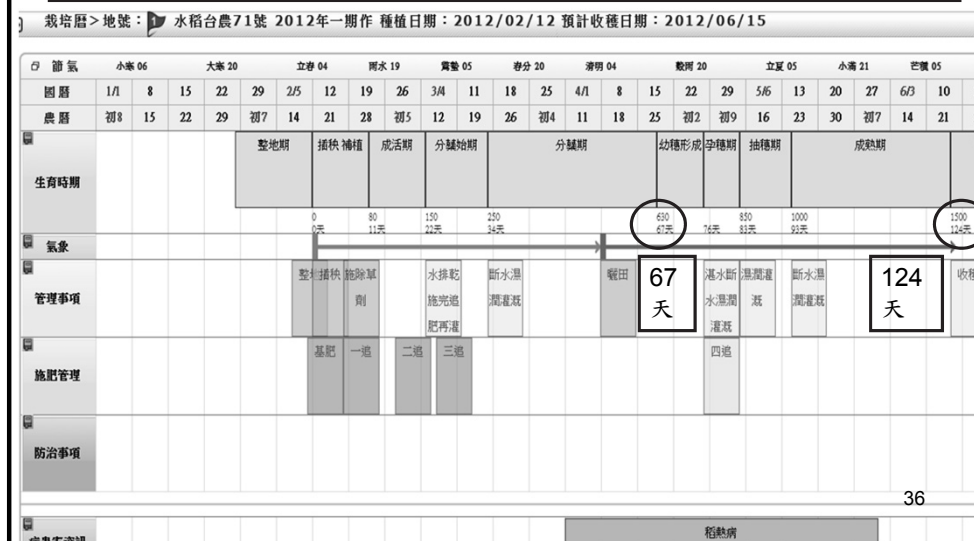 栽培曆>地號： 水稻台農71號 2012年一期作 種植日期：2012/02/12 預計收穫日期：2012/06/15
節氣 小寒 06 大寒 20 立春 04 雨水 19 驚蟄 05 春分 20 清明 04 穀雨 20 立夏 05 小滿 21 芒種 05
國曆 1/1 8 15 22 29 2/5 12 19 26 3/4 11 18 25 4/1 8 15 22 29 5/6 13 20 27 6/3 10
農曆 初8 15 22 29 初7 14 21 28 初5 12 19 26 初4 11 18 25 初2 初9 16 23 30 初7 14 21
生育時期 整地期 插秧 補植 成活期 分蘗始期 分蘗期 幼穗形成 孕穗期 抽穗期 成熟期
0 80 150 250 630 850 1000 1500
0天 11天 22天 34天 67天 76天 83天 93天 124天
氣象
管理事項
整地
插秧
施除草
劑
水排乾
施完追
肥再灌
斷水濕
潤灌溉
曬田
67
天
湛水斷
水濕潤
灌溉
濕潤灌
溉
斷水濕
潤灌溉
124
天
收穫
施肥管理 基肥 一追 二追 三追 四追
防治事項
36
稻熱病